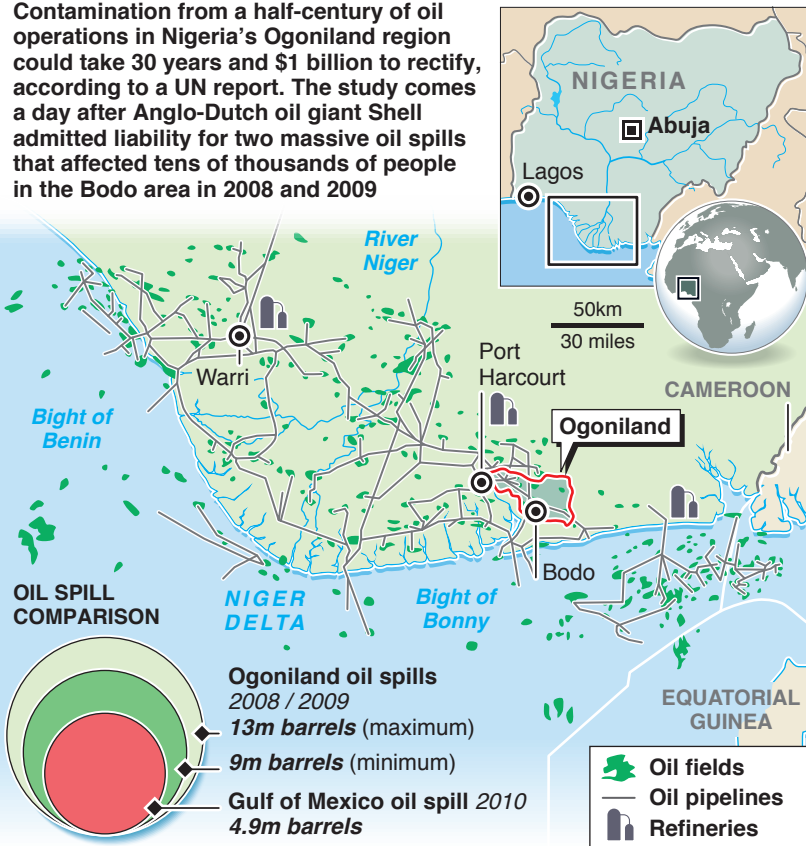 Contamination from a half-century of oil
operations in Nigeria's Ogoniland region
could take 30 years and $1 billion to rectify,
according to a UN report. The study comes
a day after Anglo-Dutch oil giant Shell
admitted liability for two massive oil spills
that affected tens of thousands of people
in the Bodo area in 2008 and 2009
NIGERIA
Abuja
Lagos
River
Niger
50km
30 miles
Warri
Port
Harcourt
CAMEROON
Bight of
Benin
Ogoniland
Bodo
NIGER
DELTA
Bight of
Bonny
EQUATORIAL
GUINEA
OIL SPILL
COMPARISON
Ogoniland oil spills
2008 / 2009
13m barrels (maximum)
9m barrels (minimum)
Gulf of Mexico oil spill 2010
4.9m barrels
Oil fields
Oil pipelines
Refineries